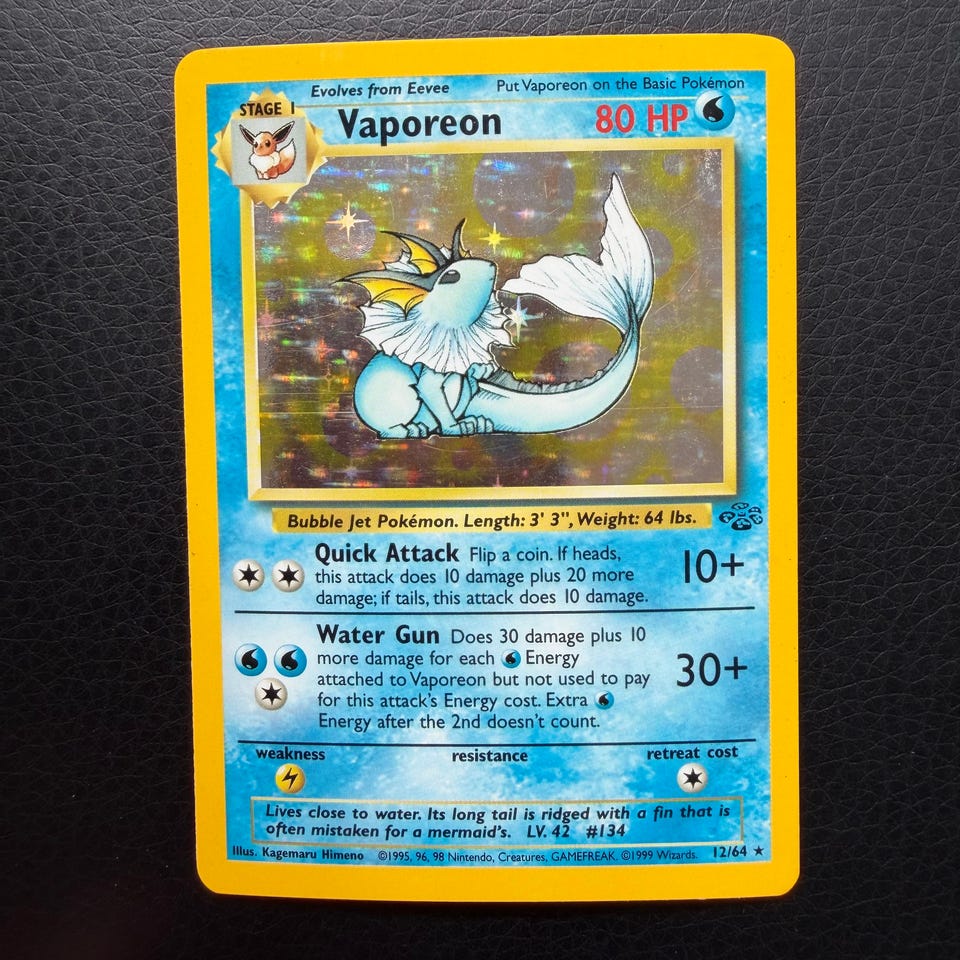 Evolves from Eevee Put Vaporeon on the Basic Pokémon
STAGE 1 Vaporeon 80 HP
Bubble Jet Pokémon. Length: 3' 3", Weight: 64 lbs.
Quick Attack Flip a coin. If heads,
this attack does 10 damage plus 20 more
damage; if tails, this attack does 10 damage.
10+
Water Gun Does 30 damage plus 10
more damage for each Energy
attached to Vaporeon but not used to pay
for this attack's Energy cost. Extra
Energy after the 2nd doesn't count.
30+
weakness resistance retreat cost
Lives close to water. Its long tail is ridged with a fin that is
often mistaken for a mermaid's. LV. 42 #134
Illus. Kagemaru Himeno ©1995, 96, 98 Nintendo, Creatures, GAMEFREAK. ©1999 Wizards. 12/64 ★